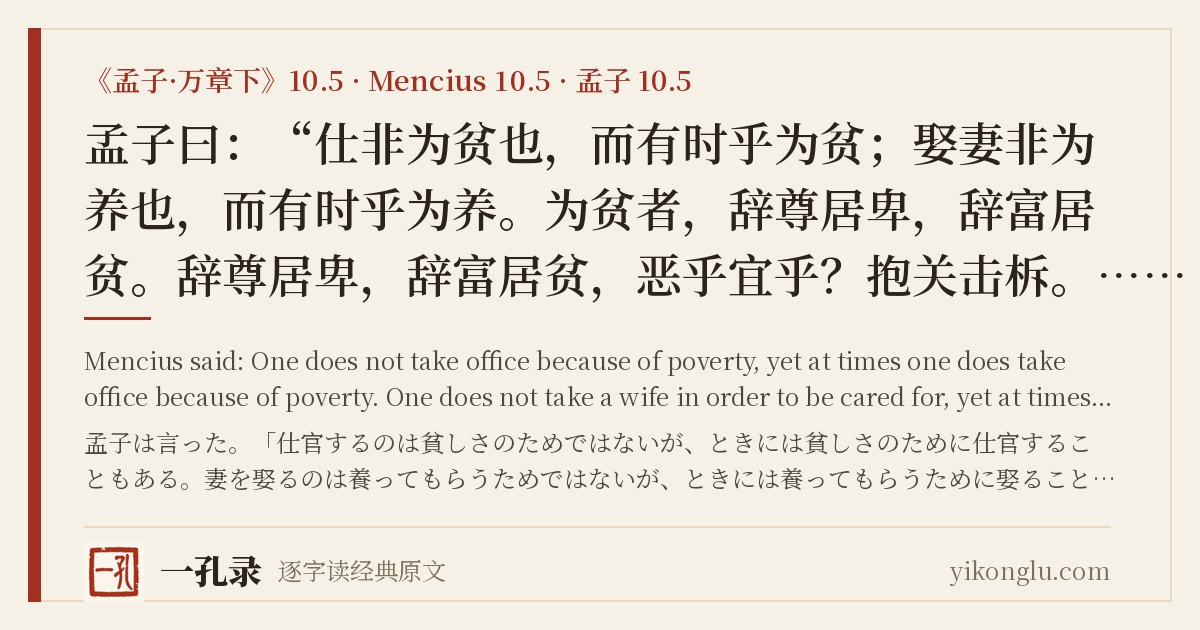 《孟子·万章下》10.5 · Mencius 10.5 · 孟子 10.5
孟子曰：“仕非为贫也，而有时乎为贫；娶妻非为
养也，而有时乎为养。为贫者，辞尊居卑，辞富居
贫。辞尊居卑，辞富居贫，恶乎宜乎？抱关击柝。……
Mencius said: One does not take office because of poverty, yet at times one does take
office because of poverty. One does not take a wife in order to be cared for, yet at times...
孟子は言った。「仕官するのは貧しさのためではないが、ときには貧しさのために仕官するこ
ともある。妻を娶るのは養ってもらうためではないが、ときには養ってもらうために娶ること…
一孔
一孔录 逐字读经典原文
yikonglu.com